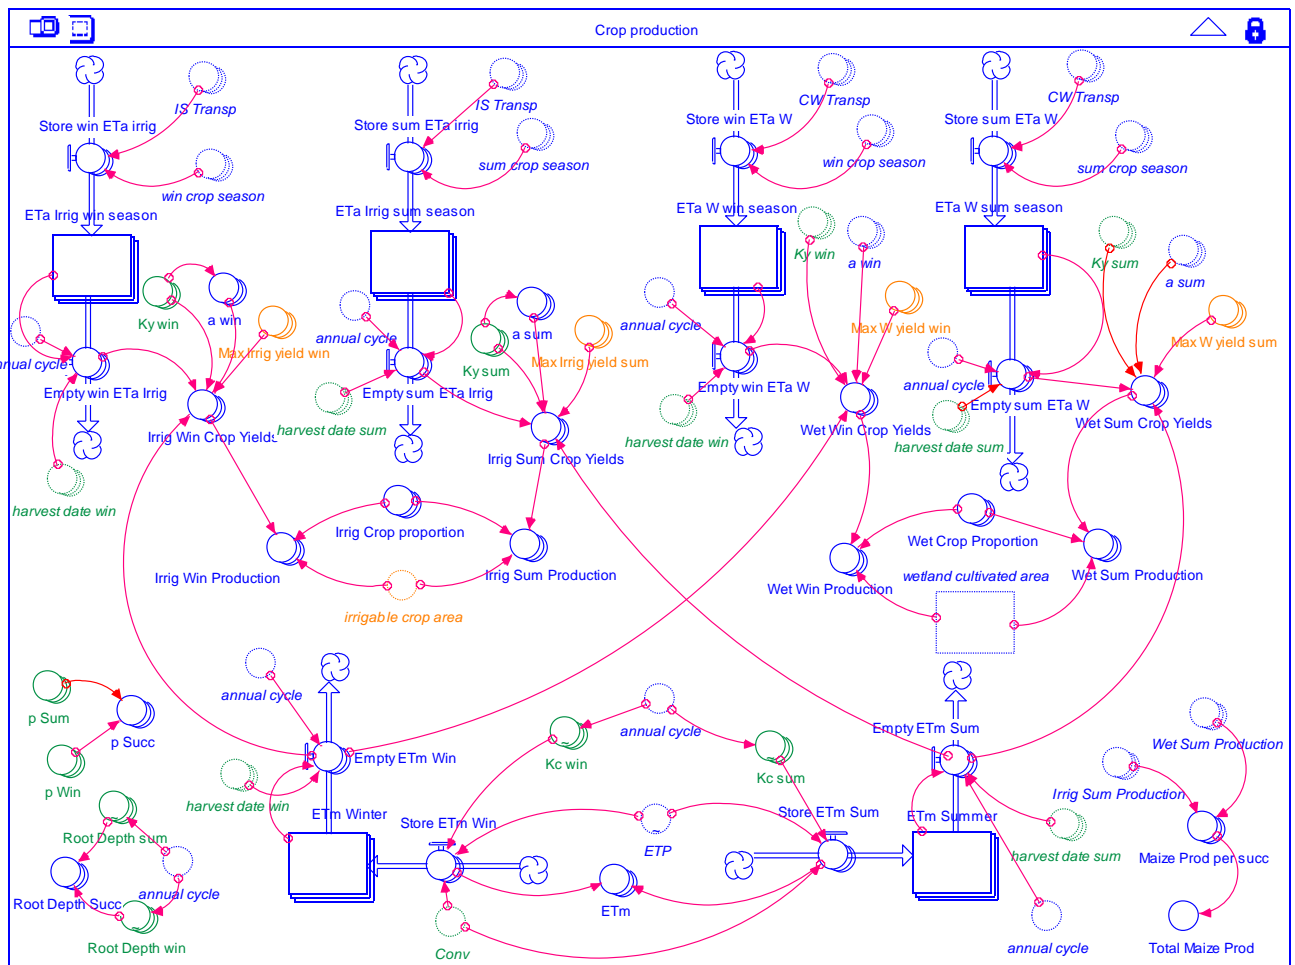 Crop production
IS Transp
IS Transp
CW Transp
CW Transp
Store win ETa irrig
Store sum ETa irrig
Store win ETa W
Store sum ETa W
win crop season
sum crop season
win crop season
sum crop season
ETa Irrig win season
ETa Irrig sum season
ETa W win season
ETa W sum season
Ky win
a win
Ky sum
a sum
Ky win
a win
annual cycle
a sum
annual cycle
Max W yield win
Max W yield sum
Max Irrig yield win
Ky sum
Max Irrig yield sum
annual cycle
annual cycle
Empty win ETa Irrig
Empty sum ETa Irrig
Empty win ETa W
Empty sum ETa W
Irrig Win Crop Yields
harvest date sum
Irrig Sum Crop Yields
harvest date win
Wet Win Crop Yields
harvest date sum
Wet Sum Crop Yields
harvest date win
Irrig Crop proportion
Wet Crop Proportion
Irrig Win Production
Irrig Sum Production
Wet Win Production
wetland cultivated area
Wet Sum Production
irrigable crop area
annual cycle
p Sum
p Succ
p Win
annual cycle
Empty ETm Sum
Wet Sum Production
Empty ETm Win
Kc win
Kc sum
harvest date win
Irrig Sum Production
ETm Winter
Store ETm Win
Store ETm Sum
ETm Summer
Root Depth sum
ETP
harvest date sum
Maize Prod per succ
annual cycle
Root Depth Succ
ETm
Root Depth win
Conv
annual cycle
Total Maize Prod